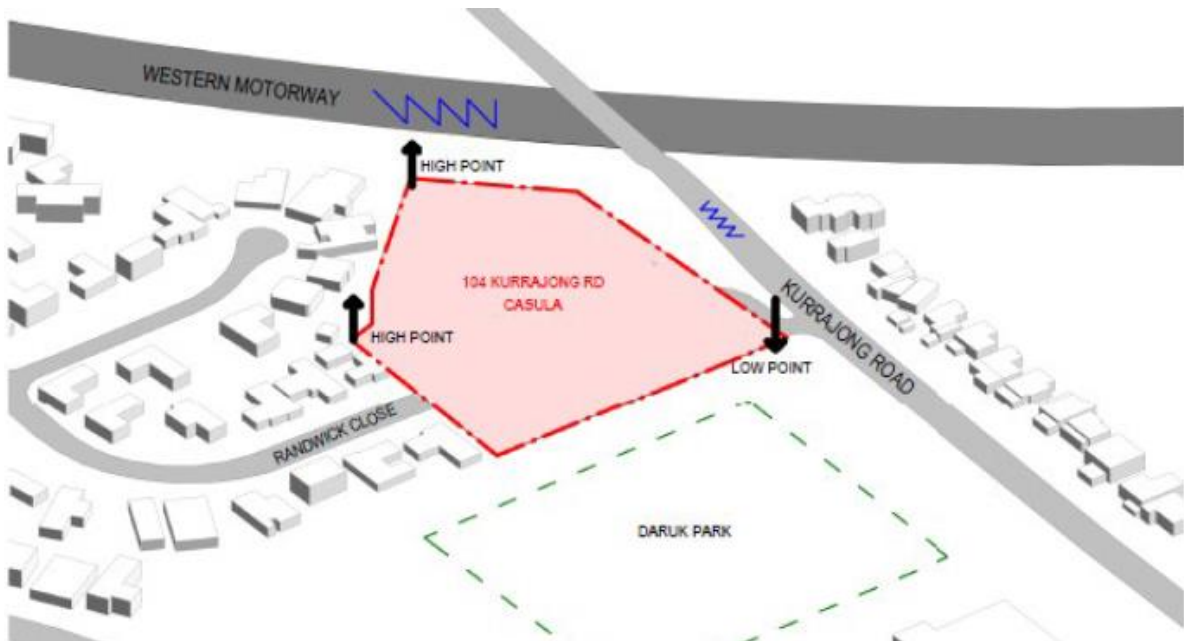 WESTERN MOTORWAY
HIGH POINT
104 KURRAJONG RD
CASULA
HIGH POINT
KURRAJONG ROAD
LOW POINT
RANDWICK CLOSE
DARUK PARK